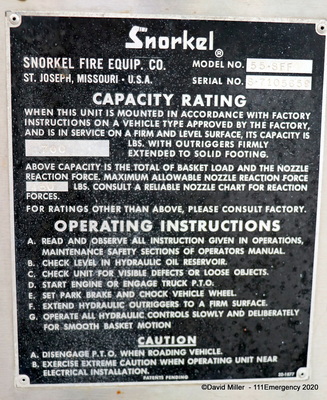 Snorkel ®
SNORKEL FIRE EQUIP. CO. MODEL NO.
ST. JOSEPH, MISSOURI - U.S.A. SERIAL NO.
CAPACITY RATING
WHEN THIS UNIT IS MOUNTED IN ACCORDANCE WITH FACTORY
INSTRUCTIONS ON A VEHICLE TYPE APPROVED BY THE FACTORY,
AND IS IN SERVICE ON A FIRM AND LEVEL SURFACE, ITS CAPACITY IS
LBS. WITH OUTRIGGERS FIRMLY
EXTENDED TO SOLID FOOTING.
ABOVE CAPACITY IS THE TOTAL OF BASKET LOAD AND THE NOZZLE
REACTION FORCE. MAXIMUM ALLOWABLE NOZZLE REACTION FORCE
LBS. CONSULT A RELIABLE NOZZLE CHART FOR REACTION
FORCES.
FOR RATINGS OTHER THAN ABOVE, PLEASE CONSULT FACTORY.
OPERATING INSTRUCTIONS
A. READ AND OBSERVE ALL INSTRUCTION GIVEN IN OPERATIONS,
MAINTENANCE SAFETY SECTIONS OF OPERATORS MANUAL.
B. CHECK LEVEL IN HYDRAULIC OIL RESERVOIR.
C. CHECK UNIT FOR VISIBLE DEFECTS OR LOOSE OBJECTS.
D. START ENGINE OR ENGAGE TRUCK P.T.O.
E. SET PARK BRAKE AND CHOCK VEHICLE WHEEL.
F. EXTEND HYDRAULIC OUTRIGGERS TO A FIRM SURFACE.
G. OPERATE ALL HYDRAULIC CONTROLS SLOWLY AND DELIBERATELY
FOR SMOOTH BASKET MOTION
CAUTION
A. DISENGAGE P.T.O. WHEN ROADING VEHICLE.
B. EXERCISE EXTREME CAUTION WHEN OPERATING UNIT NEAR
ELECTRICAL INSTALLATION.
PATENTS PENDING
©David Miller - 111Emergency 2020